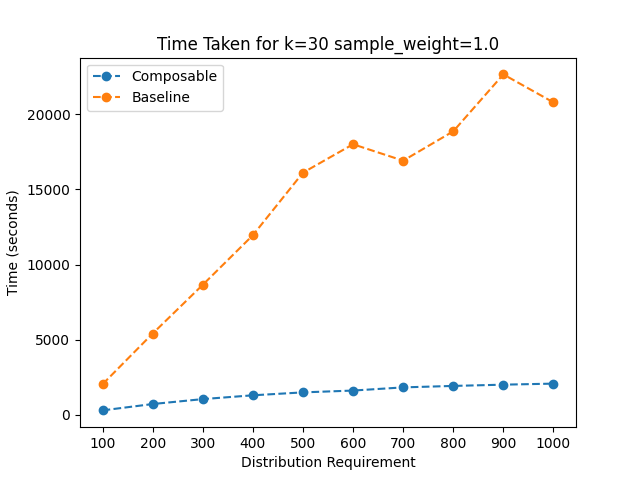 Time Taken for k=30 sample_weight=1.0
Composable
Baseline
Time (seconds)
20000
15000
10000
5000
0
100 200 300 400 500 600 700 800 900 1000
Distribution Requirement